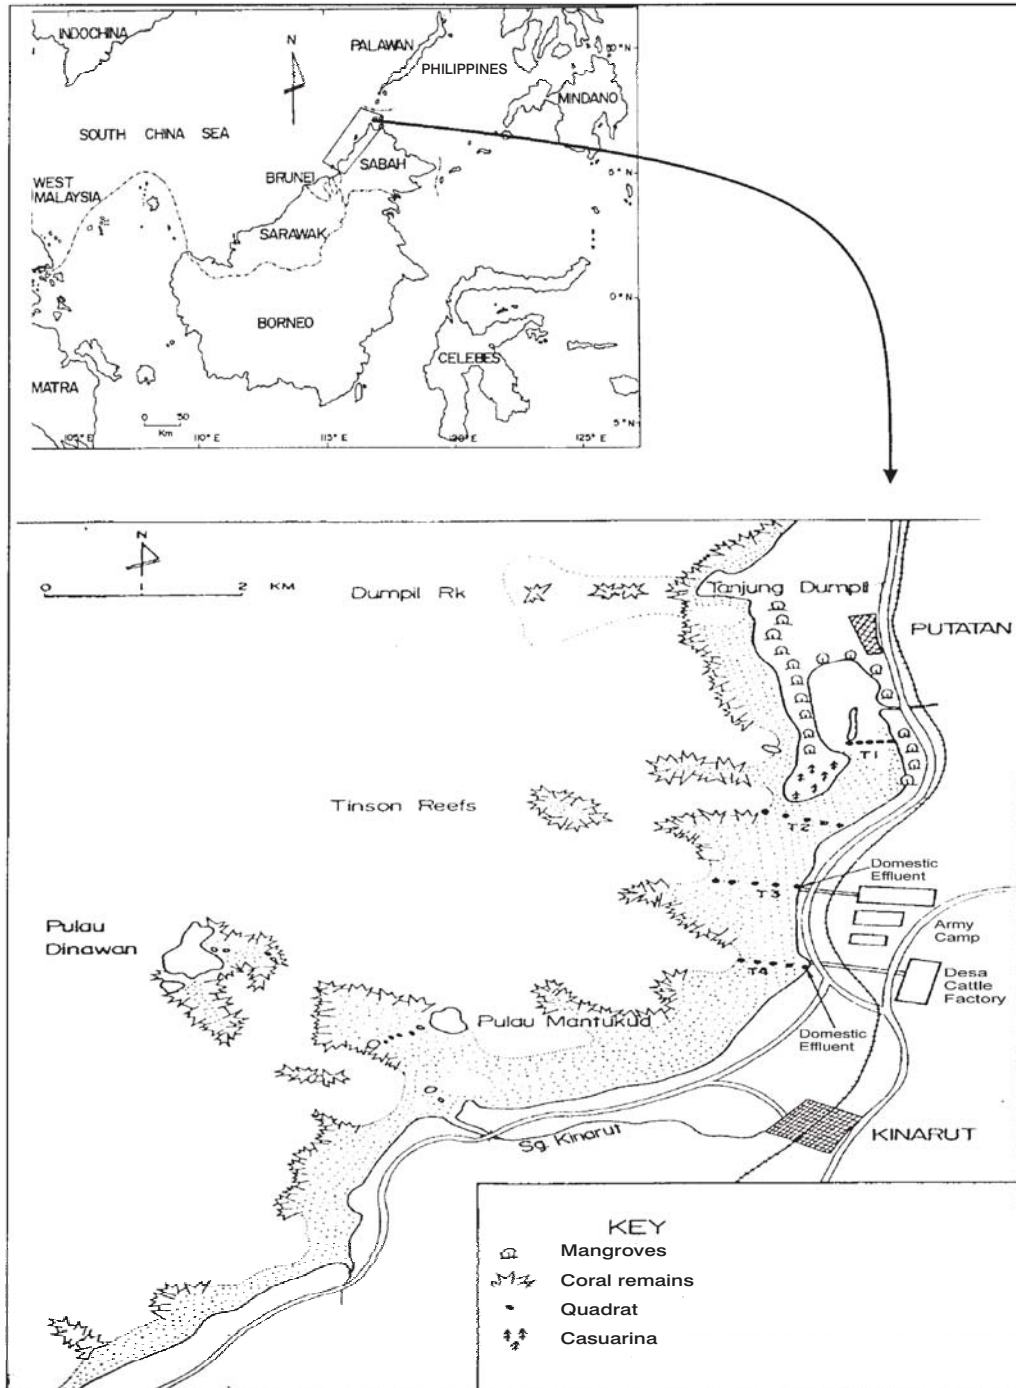 INDOCHINA
N
PALAWAN
10°N
PHILIPPINES
MINDANO
SOUTH CHINA SEA
SABAH
5°N
BRUNEI
WEST
MALAYSIA
SARAWAK
0°N
BORNEO
CELEBES
MATRA
0 50
Km
5°N
105°E 110°E 115°E 120°E 125°E
N
0 2 KM
Dumpil Rk
Tanjung Dumpil
PUTATAN
T1
Tinson Reefs
T2
Domestic
Effluent
T3
Army
Camp
Pulau
Dinawan
T4
Desa
Cattle
Factory
Pulau Mantukud
Domestic
Effluent
Sg. Kinarut
KINARUT
KEY
Mangroves
Coral remains
Quadrat
Casuarina